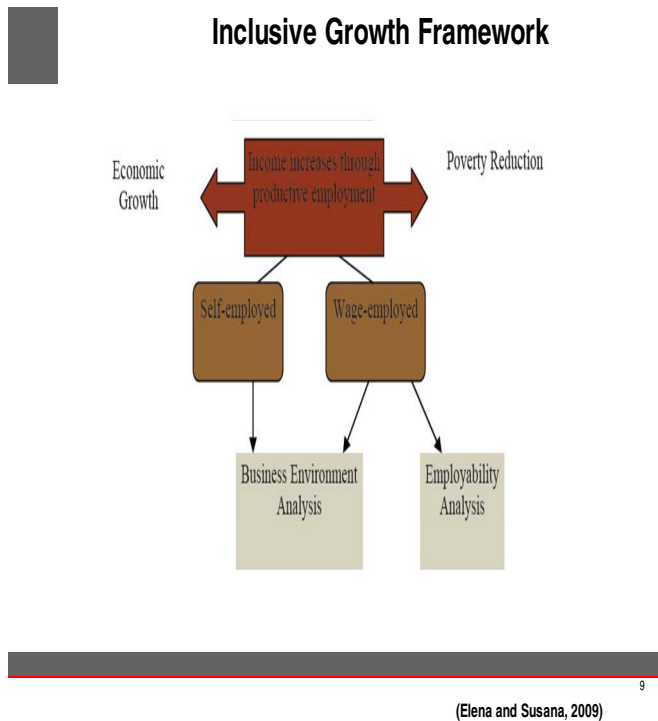 Inclusive Growth Framework
Economic
Growth
Income increases through
productive employment
Poverty Reduction
Self-employed
Wage-employed
Business Environment
Analysis
Employability
Analysis
9
(Elena and Susana, 2009)